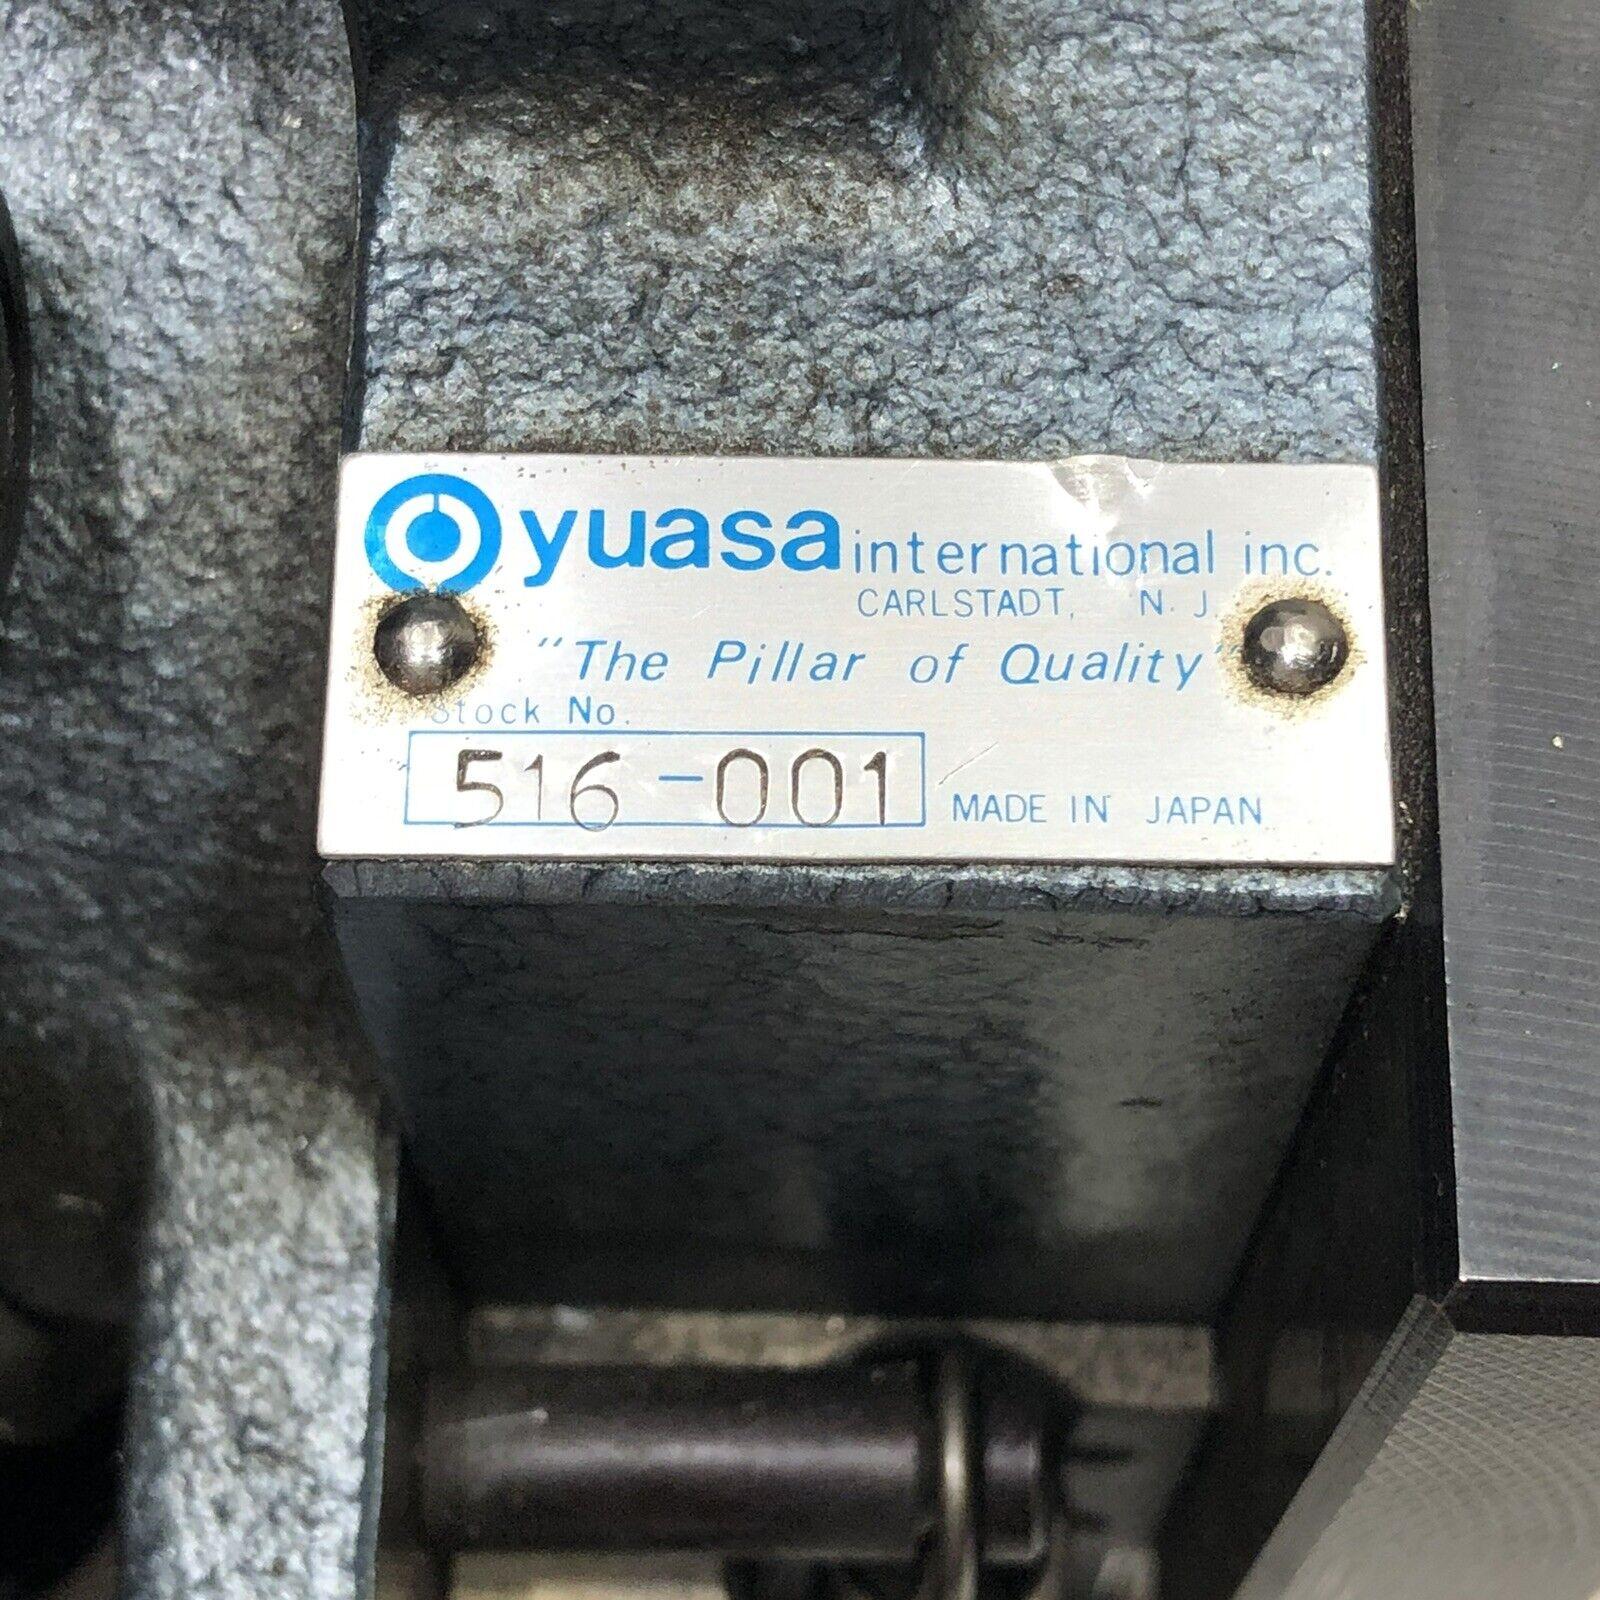 yuasa international inc.
CARLSTADT, N. J.
"The Pillar of Quality"
Stock No.
516-001 MADE IN JAPAN